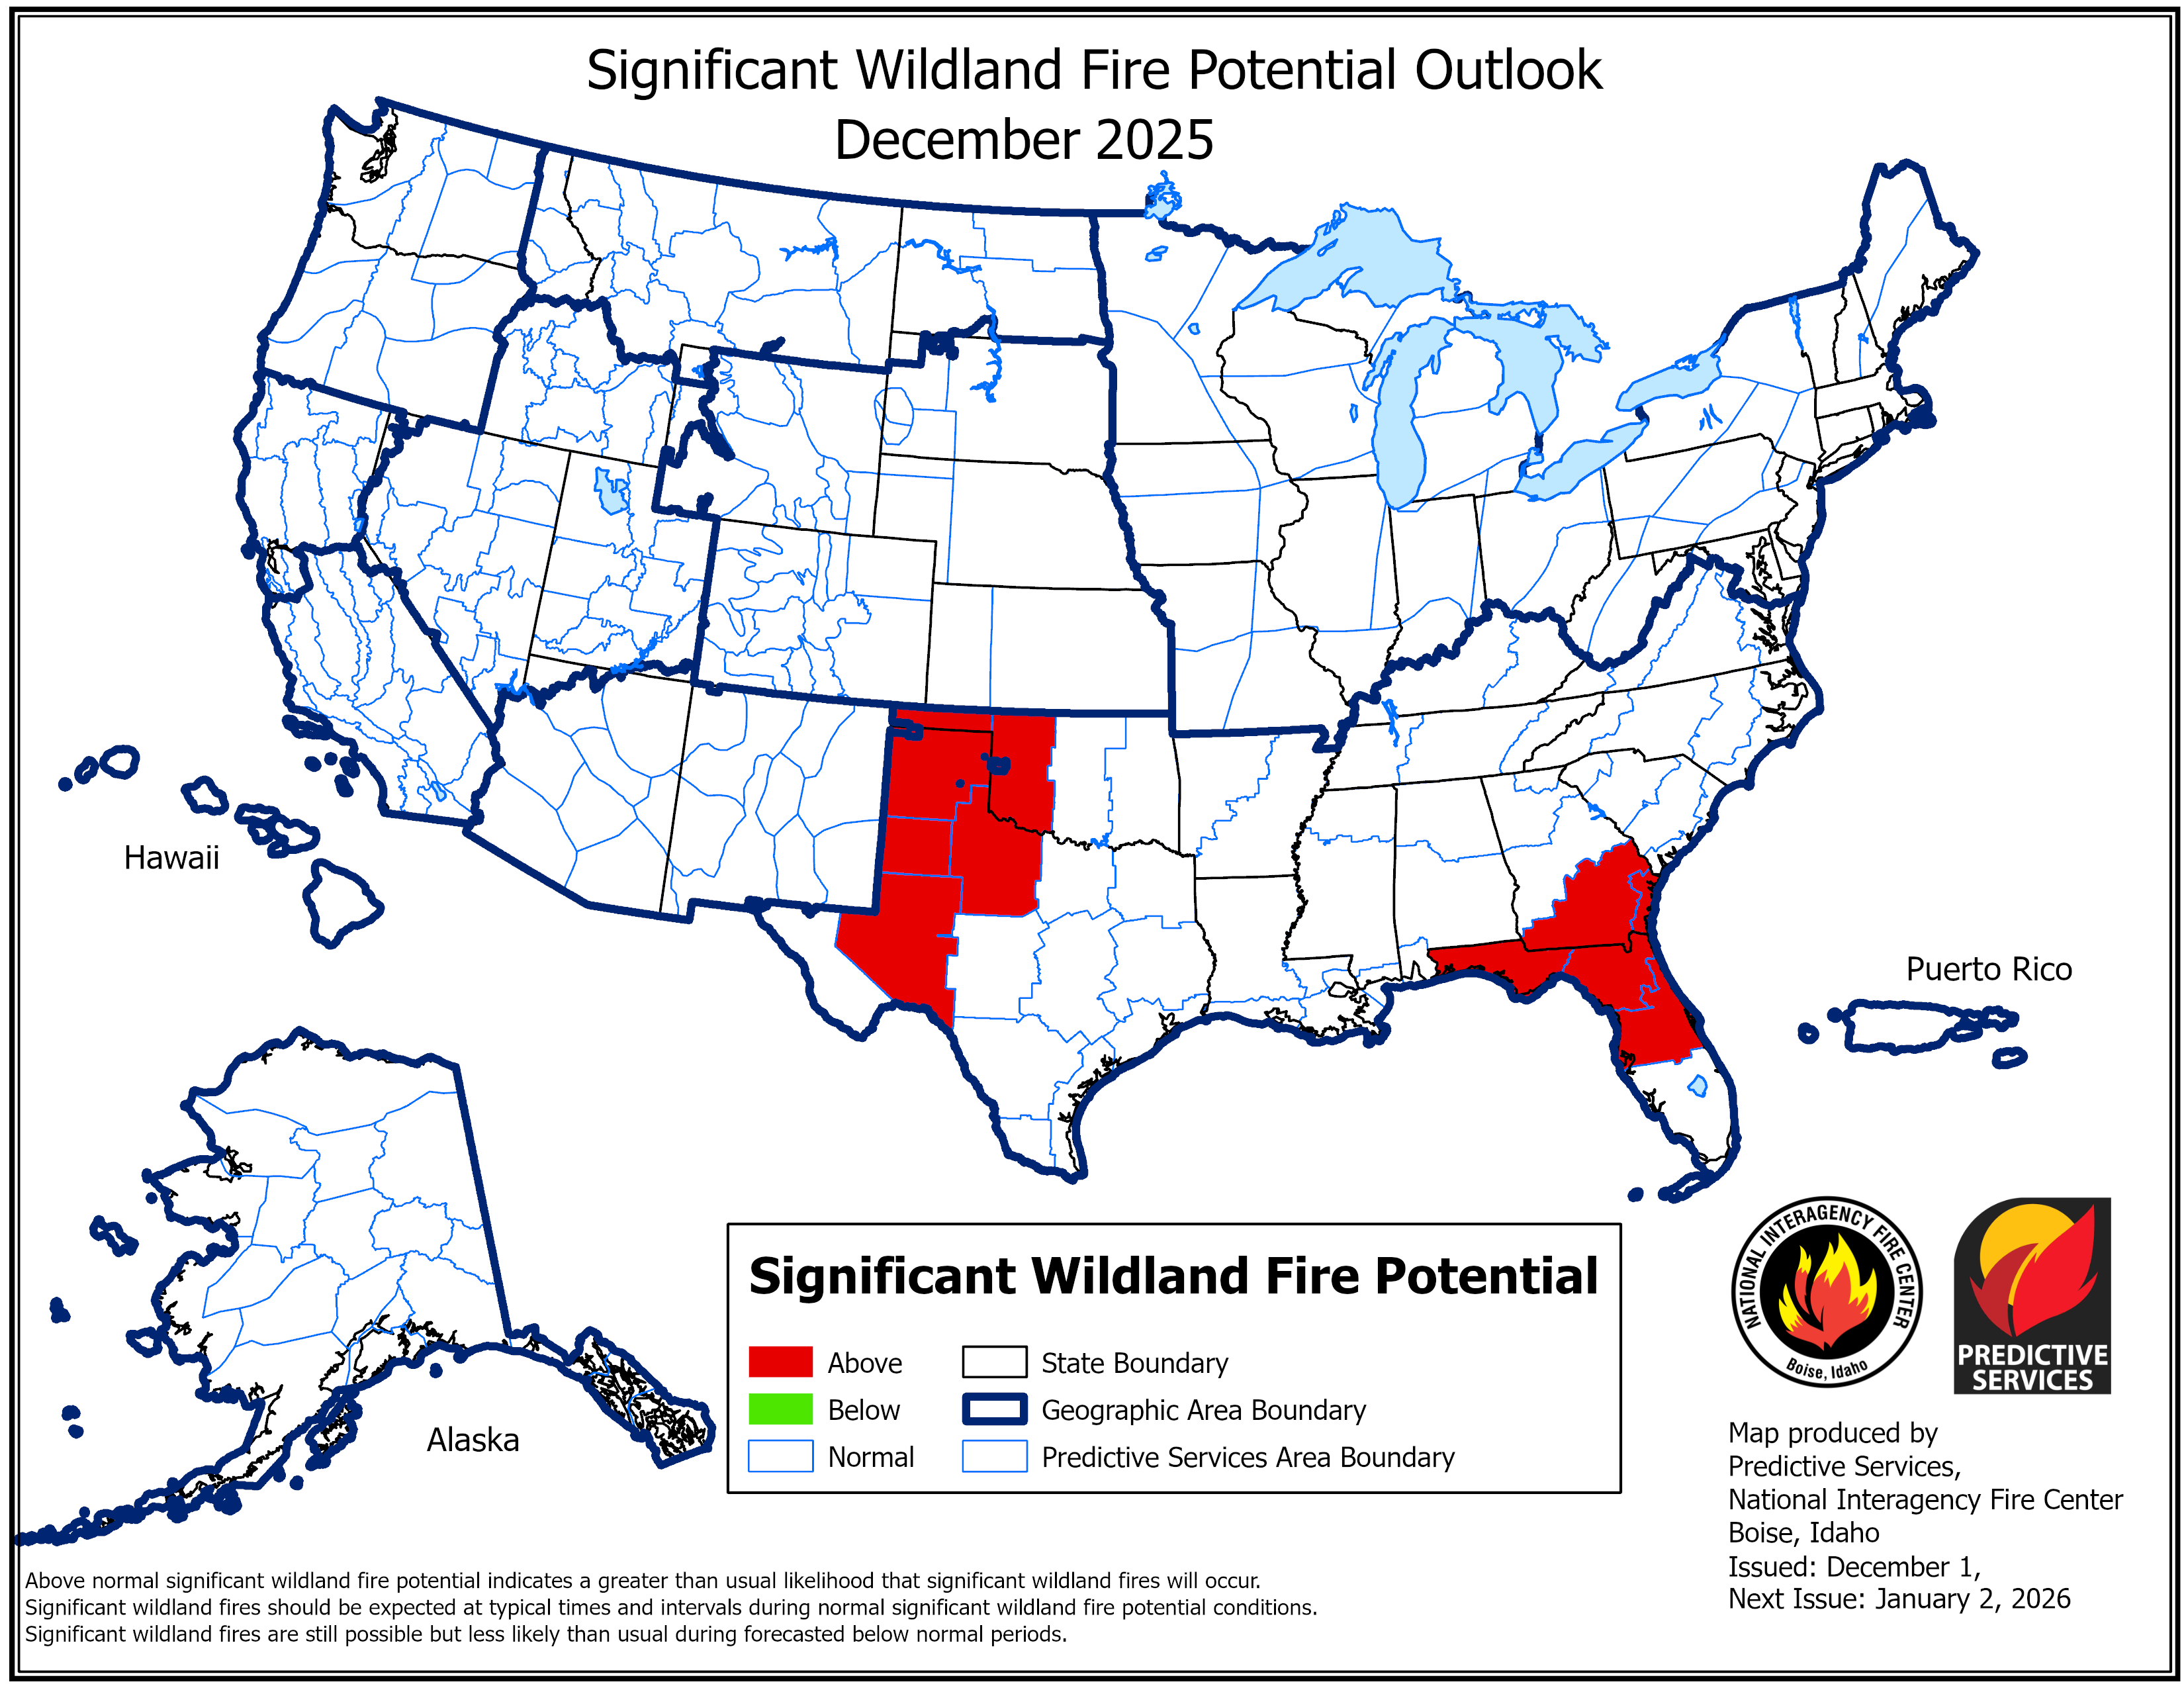 Significant Wildland Fire Potential Outlook
December 2025
Hawaii
Puerto Rico
Alaska
Significant Wildland Fire Potential
Above
State Boundary
Below
Geographic Area Boundary
Normal
Predictive Services Area Boundary
NATIONAL INTERAGENCY FIRE CENTER
Boise, Idaho
PREDICTIVE
SERVICES
Map produced by
Predictive Services,
National Interagency Fire Center
Boise, Idaho
Issued: December 1,
Next Issue: January 2, 2026
Above normal significant wildland fire potential indicates a greater than usual likelihood that significant wildland fires will occur.
Significant wildland fires should be expected at typical times and intervals during normal significant wildland fire potential conditions.
Significant wildland fires are still possible but less likely than usual during forecasted below normal periods.